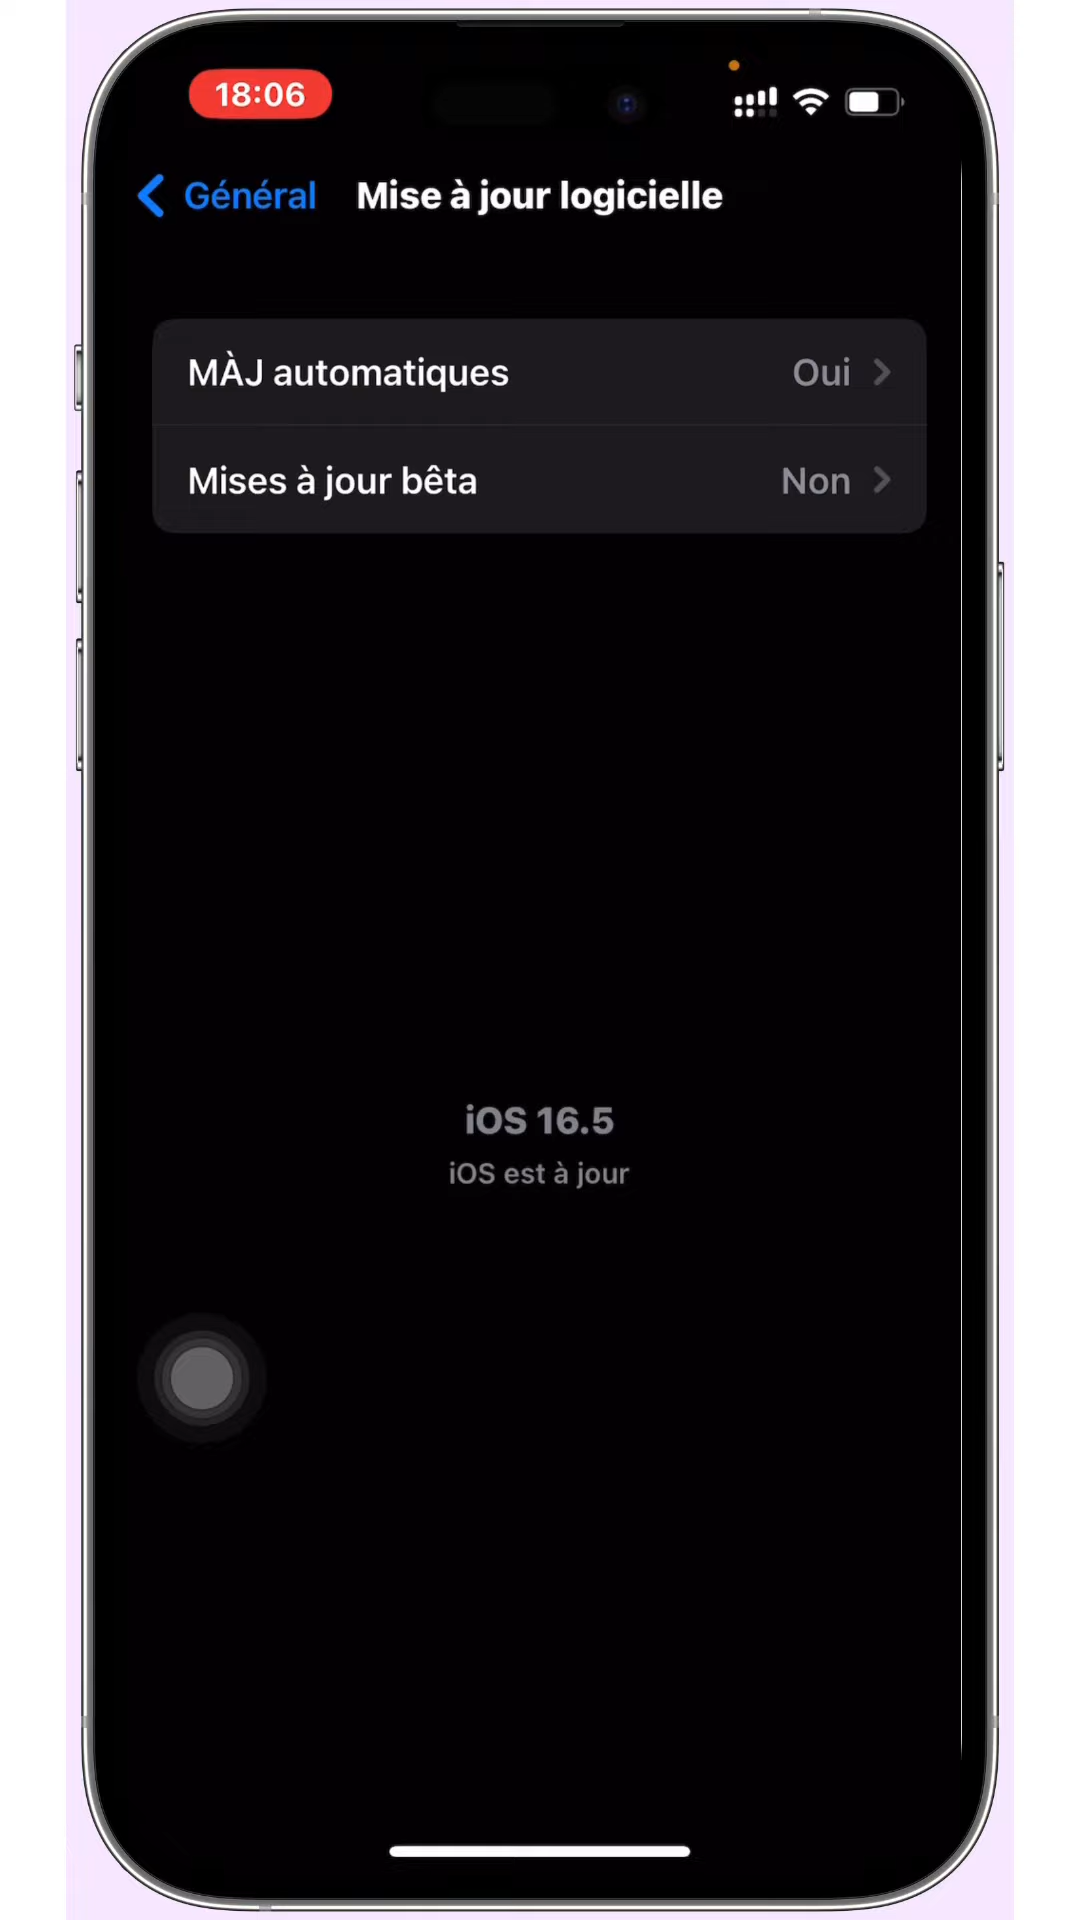 18:06
Général
Mise à jour logicielle
MÀJ automatiques
Oui
Mises à jour bêta
Non
iOS 16.5
iOS est à jour